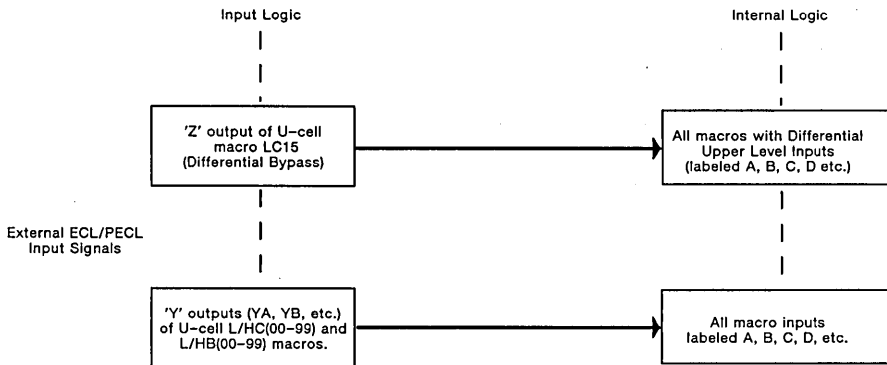 Input Logic
Internal Logic
'Z' output of U-cell
macro LC15
(Differential Bypass)
All macros with Differential
Upper Level Inputs
(labeled A, B, C, D etc.)
External ECL/PECL
Input Signals
'Y' outputs (YA, YB, etc.)
of U-cell L/HC(00-99) and
L/HB(00-99) macros.
All macro inputs
labeled A, B, C, D, etc.